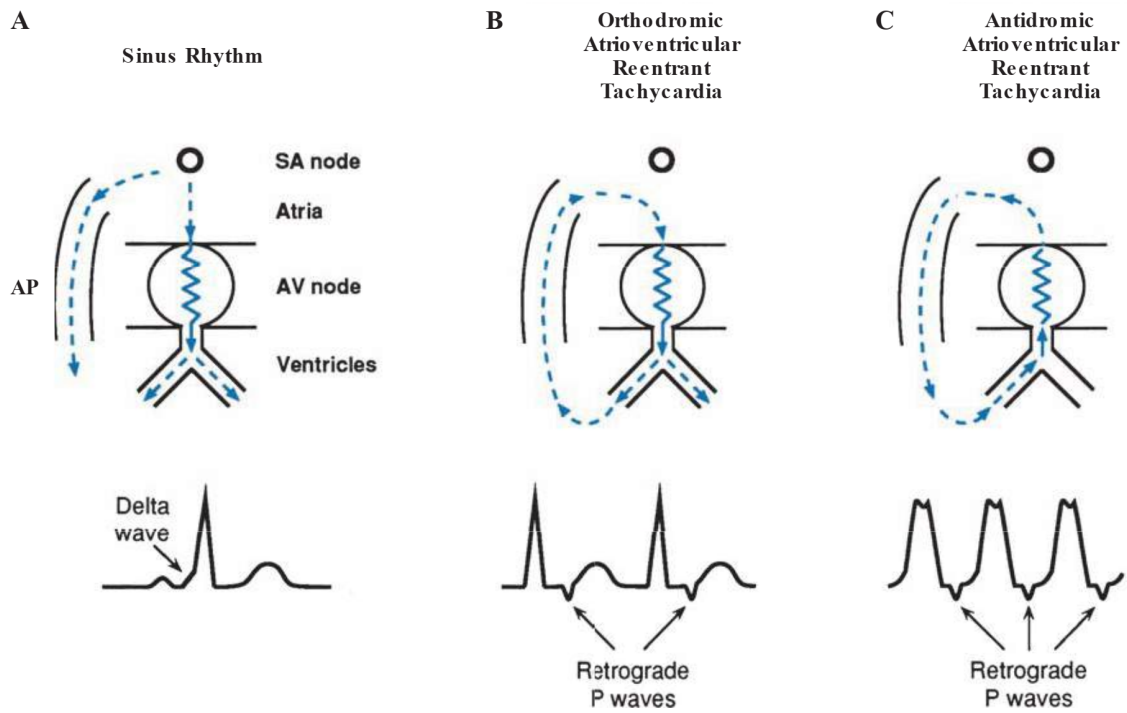 A
Sinus Rhythm
B
Orthodromic
Atrioventricular
Reentrant
Tachycardia
C
Antidromic
Atrioventricular
Reentrant
Tachycardia
SA node
Atria
AP
AV node
Ventricles
Delta
wave
Retrograde
P waves
Retrograde
P waves